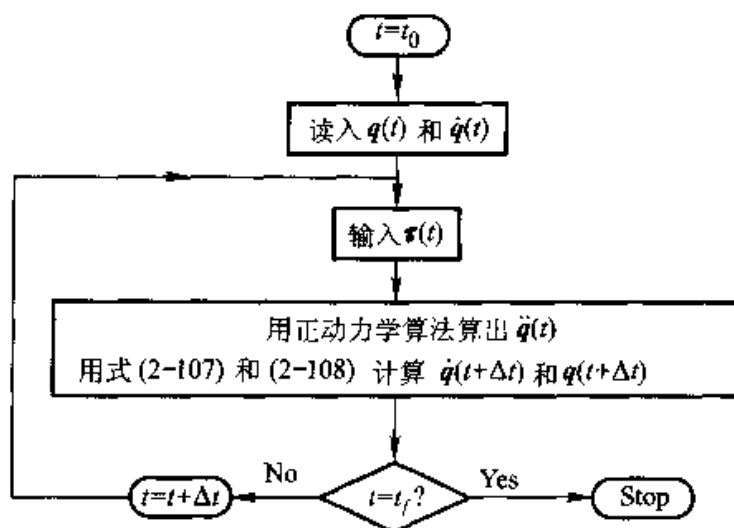 t=t₀
读入 q(t) 和 q̇(t)
输入 τ(t)
用正动力学算法算出 q̈(t)
用式 (2-107) 和 (2-108) 计算 q̇(t+Δt) 和 q(t+Δt)
No
Yes
t=t+Δt
t=t_f?
Stop